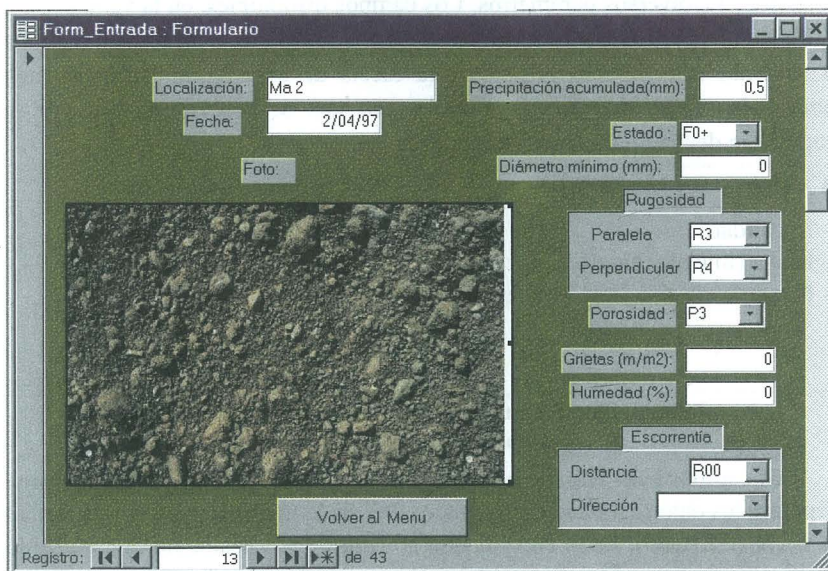 Form_Entrada : Formulario
Localización: Ma 2
Precipitación acumulada(mm): 0,5
Fecha: 2/04/97
Estado : F0+
Foto:
Diámetro mínimo (mm): 0
Rugosidad
Paralela R3
Perpendicular R4
Porosidad : P3
Grietas (m/m2): 0
Humedad (%): 0
Escorrentía
Distancia R00
Dirección
Volver al Menu
Registro: 13 de 43